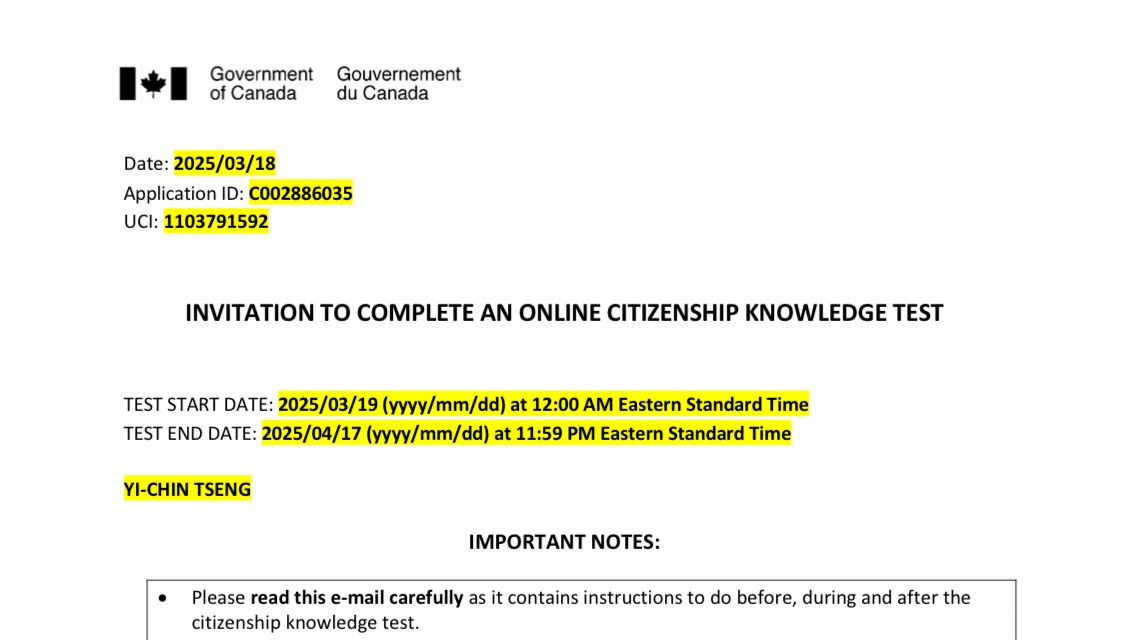 Government
of Canada
Gouvernement
du Canada
Date: 2025/03/18
Application ID: C002886035
UCI: 1103791592
INVITATION TO COMPLETE AN ONLINE CITIZENSHIP KNOWLEDGE TEST
TEST START DATE: 2025/03/19 (yyyy/mm/dd) at 12:00 AM Eastern Standard Time
TEST END DATE: 2025/04/17 (yyyy/mm/dd) at 11:59 PM Eastern Standard Time
YI-CHIN TSENG
IMPORTANT NOTES:
• Please read this e-mail carefully as it contains instructions to do before, during and after the
citizenship knowledge test.